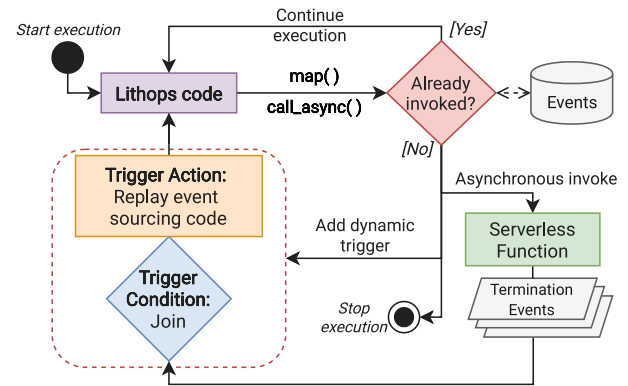 Start execution
Continue
execution
[Yes]
Lithops code
map( )
call_async( )
Already
invoked?
Events
[No]
Trigger Action:
Replay event
sourcing code
Asynchronous invoke
Add dynamic
trigger
Serverless
Function
Trigger
Condition:
Join
Termination
Events
Stop
execution